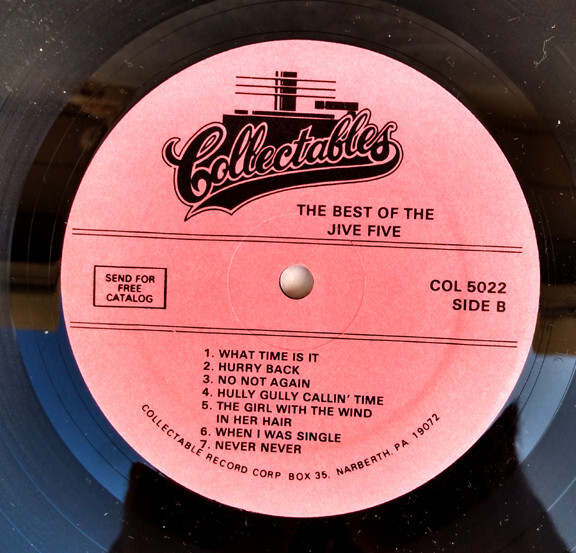 Collectables
THE BEST OF THE
JIVE FIVE
SEND FOR
FREE
CATALOG
COL 5022
SIDE B
1. WHAT TIME IS IT
2. HURRY BACK
3. NO NOT AGAIN
4. HULLY GULLY CALLIN' TIME
5. THE GIRL WITH THE WIND
IN HER HAIR
6. WHEN I WAS SINGLE
7. NEVER NEVER
COLLECTABLE RECORD CORP BOX 35, NARBERTH, PA 19072